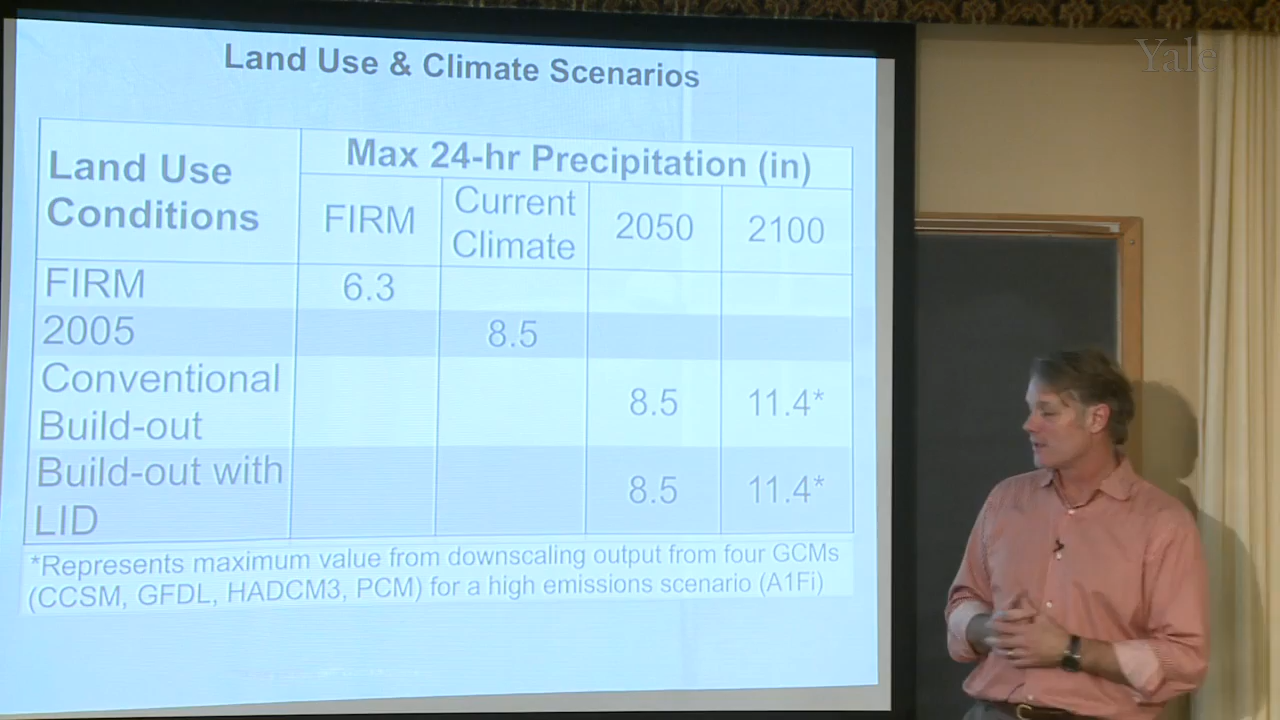 Yale
Land Use & Climate Scenarios
Land Use
Conditions
Max 24-hr Precipitation (in)
FIRM
Current
Climate
2050
2100
FIRM
6.3
2005
8.5
Conventional
Build-out
8.5
11.4*
Build-out with
LID
8.5
11.4*
*Represents maximum value from downscaling output from four GCMs
(CCSM, GFDL, HADCM3, PCM) for a high emissions scenario (A1Fi)